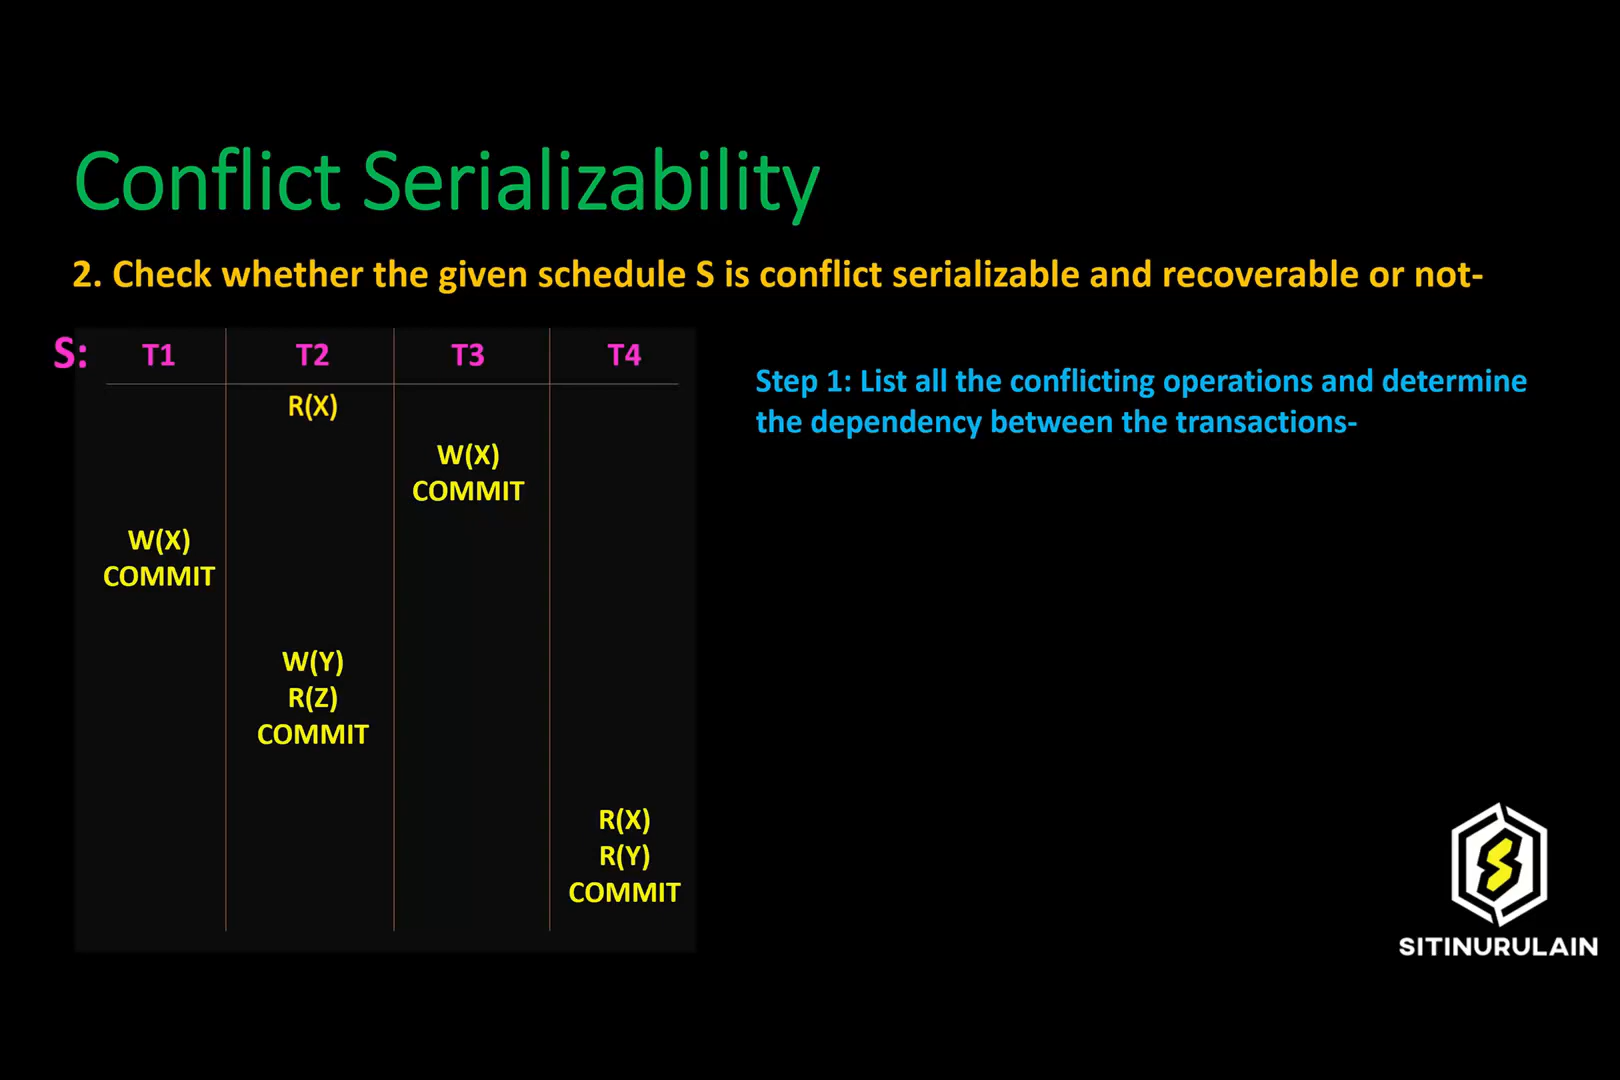 Conflict Serializability
2. Check whether the given schedule S is conflict serializable and recoverable or not-
S: T1 T2 T3 T4
R(X)
W(X)
COMMIT
W(X)
COMMIT
W(Y)
R(Z)
COMMIT
R(X)
R(Y)
COMMIT
Step 1: List all the conflicting operations and determine
the dependency between the transactions-
SITINURULAIN